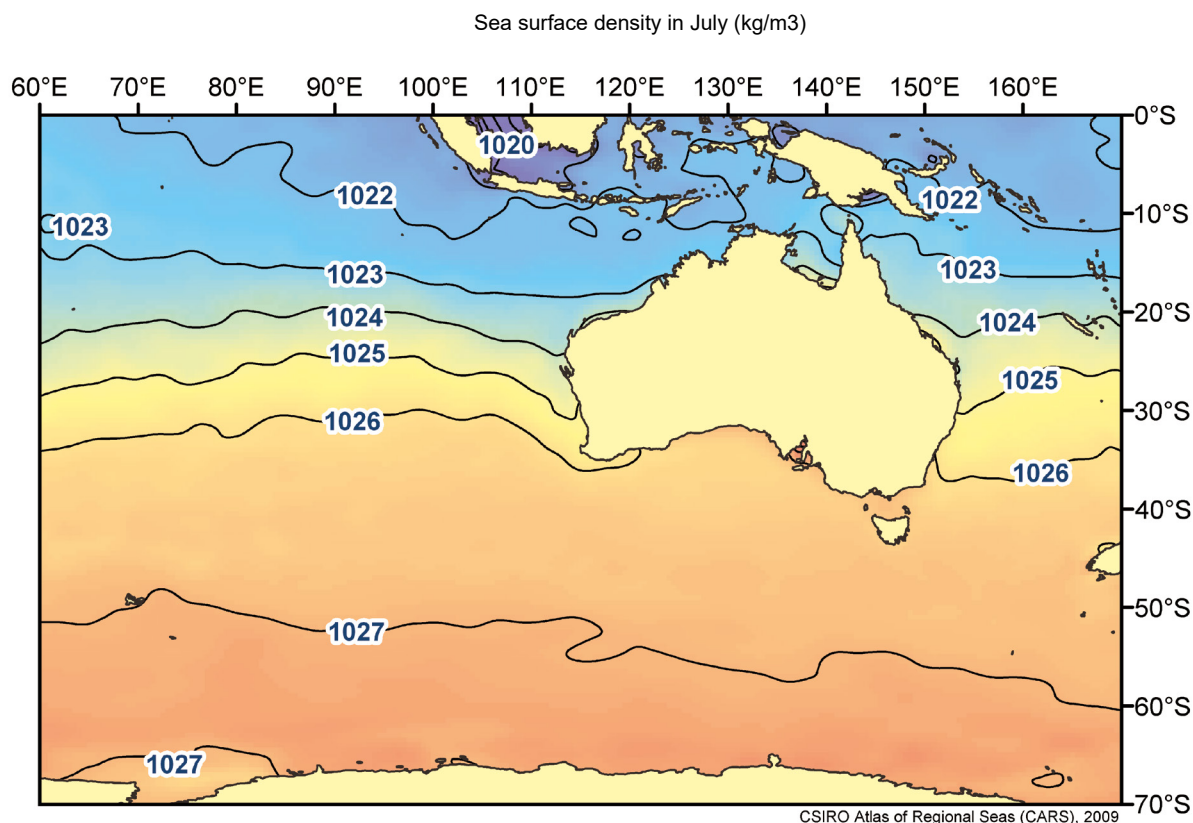 Sea surface density in July (kg/m3)
60°E 70°E 80°E 90°E 100°E 110°E 120°E 130°E 140°E 150°E 160°E
0°S
1020
1022
1022
10°S
1023
1023
1023
1024
20°S
1024
1025
1025
30°S
1026
1026
40°S
50°S
1027
60°S
1027
70°S
CSIRO Atlas of Regional Seas (CARS), 2009